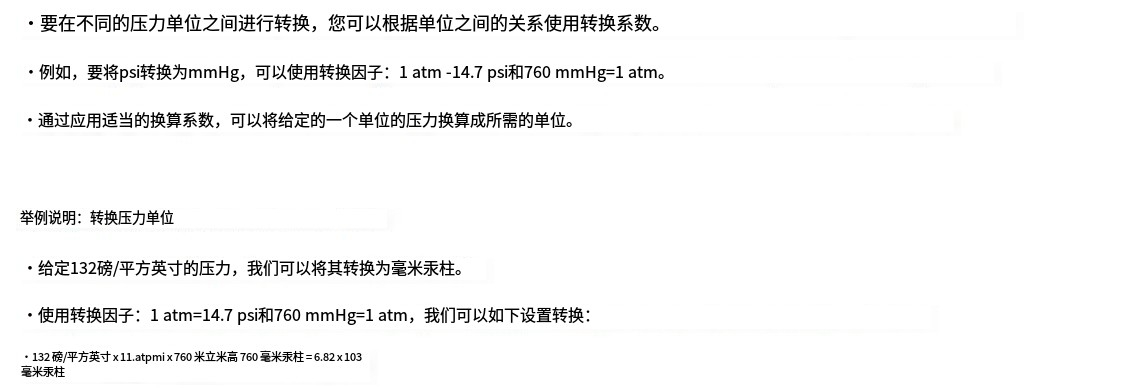 ・要在不同的压力单位之间进行转换，您可以根据单位之间的关系使用转换系数。
・例如，要将psi转换为mmHg，可以使用转换因子：1 atm -14.7 psi和760 mmHg=1 atm。
・通过应用适当的换算系数，可以将给定的一个单位的压力换算成所需的单位。
举例说明：转换压力单位
・给定132磅/平方英寸的压力，我们可以将其转换为毫米汞柱。
・使用转换因子：1 atm=14.7 psi和760 mmHg=1 atm，我们可以如下设置转换：
・132 磅/平方英寸 x 11.atpmi x 760 米立米高 760 毫米汞柱 = 6.82 x 103
毫米汞柱